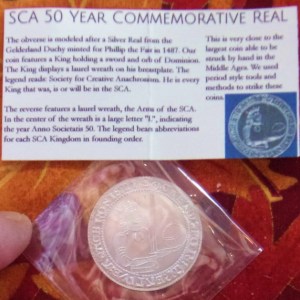 SCA 50 Year Commemorative Real
The obverse is modeled after a Silver Real from the
Gelderland Duchy minted for Phillip the Fair in 1487. Our
coin features a King holding a sword and orb of Dominion.
The King displays a laurel wreath on his breastplate. The
legend reads: Society for Creative Anachronism. He is every
King that was, is or will be in the SCA.
The reverse features a laurel wreath, the Arms of the SCA.
In the center of the wreath is a large letter "L", indicating
the year Anno Societatis 50. The legend bears abbreviations
for each SCA Kingdom in founding order.
This is very close to the
largest coin able to be
struck by hand in the
Middle Ages. We used
period style tools and
methods to strike these
coins.